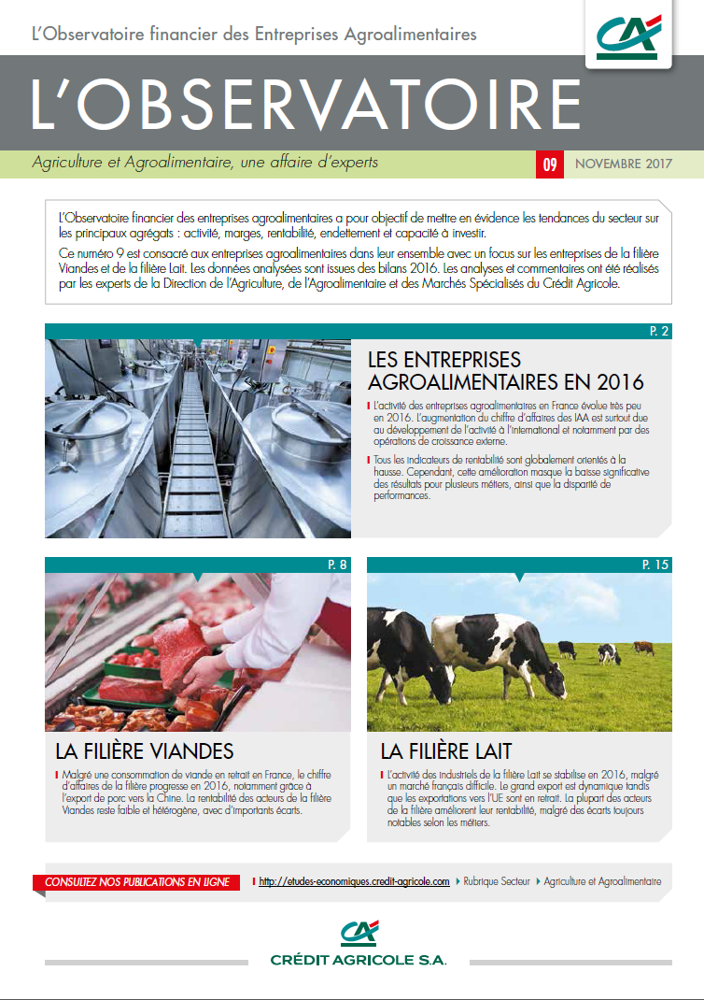 L'Observatoire financier des Entreprises Agroalimentaires
CA
L'OBSERVATOIRE
Agriculture et Agroalimentaire, une affaire d'experts
09
NOVEMBRE 2017
L'Observatoire financier des entreprises agroalimentaires a pour objectif de mettre en évidence les tendances du secteur sur
les principaux agrégats : activité, marges, rentabilité, endettement et capacité à investir.
Ce numéro 9 est consacré aux entreprises agroalimentaires dans leur ensemble avec un focus sur les entreprises de la filière
Viandes et de la filière Lait. Les données analysées sont issues des bilans 2016. Les analyses et commentaires ont été réalisés
par les experts de la Direction de l'Agriculture, de l'Agroalimentaire et des Marchés Spécialisés du Crédit Agricole.
P. 2
LES ENTREPRISES
AGROALIMENTAIRES EN 2016
L'activité des entreprises agroalimentaires en France évolue très peu
en 2016. L'augmentation du chiffre d'affaires des IAA est surtout due
au développement de l'activité à l'international et notamment par des
opérations de croissance externe.
Tous les indicateurs de rentabilité sont globalement orientés à la
hausse. Cependant, cette amélioration masque la baisse significative
des résultats pour plusieurs métiers, ainsi que la disparité de
performances.
P. 8
LA FILIÈRE VIANDES
Malgré une consommation de viande en retrait en France, le chiffre
d'affaires de la filière progresse en 2016, notamment grâce à
l'export de porc vers la Chine. La rentabilité des acteurs de la filière
Viandes reste faible et hétérogène, avec d'importants écarts.
P. 15
LA FILIÈRE LAIT
L'activité des industriels de la filière Lait se stabilise en 2016, malgré
un marché français difficile. Le grand export est dynamique tandis
que les exportations vers l'UE sont en retrait. La plupart des acteurs
de la filière améliorent leur rentabilité, malgré des écarts toujours
notables selon les métiers.
CONSULTEZ NOS PUBLICATIONS EN LIGNE
http://etudes-economiques.credit-agricole.com Rubrique Secteur Agriculture et Agroalimentaire
CA
CRÉDIT AGRICOLE S.A.